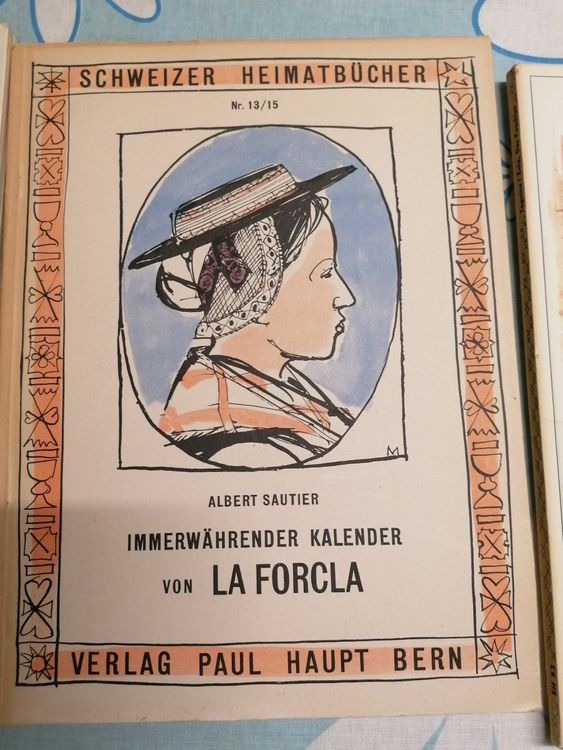 SCHWEIZER HEIMATBÜCHER
Nr. 13/15
M
ALBERT SAUTIER
IMMERWÄHRENDER KALENDER
VON LA FORCLA
VERLAG PAUL HAUPT BERN